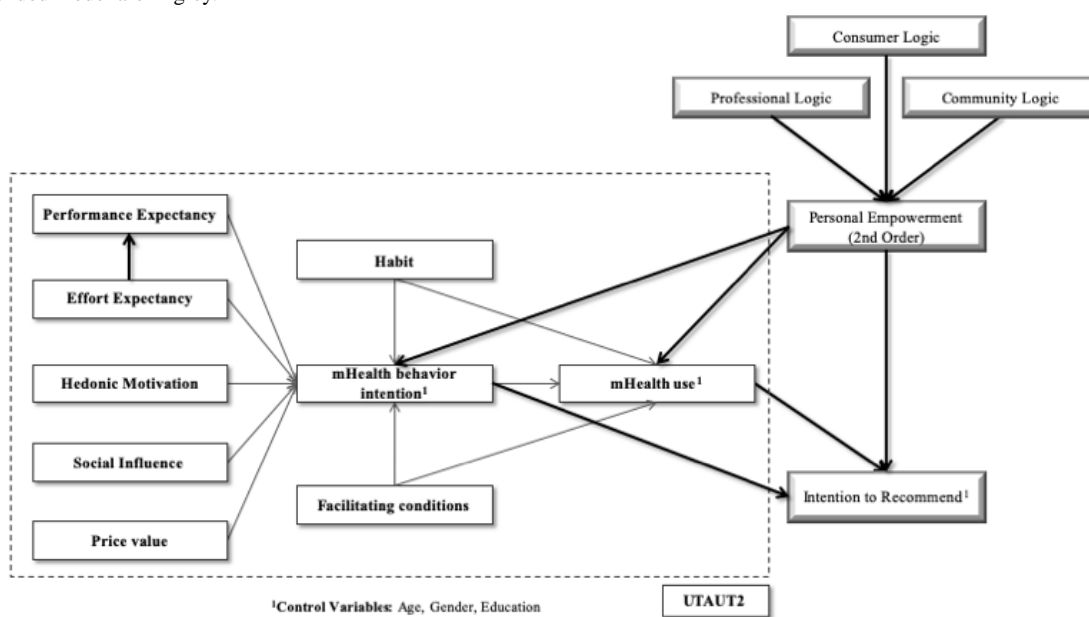 Consumer Logic
Professional Logic
Community Logic
Performance Expectancy
Personal Empowerment
(2nd Order)
Habit
Effort Expectancy
Hedonic Motivation
mHealth behavior
intention¹
mHealth use¹
Social Influence
Facilitating conditions
Intention to Recommend¹
Price value
¹Control Variables: Age, Gender, Education
UTAUT2